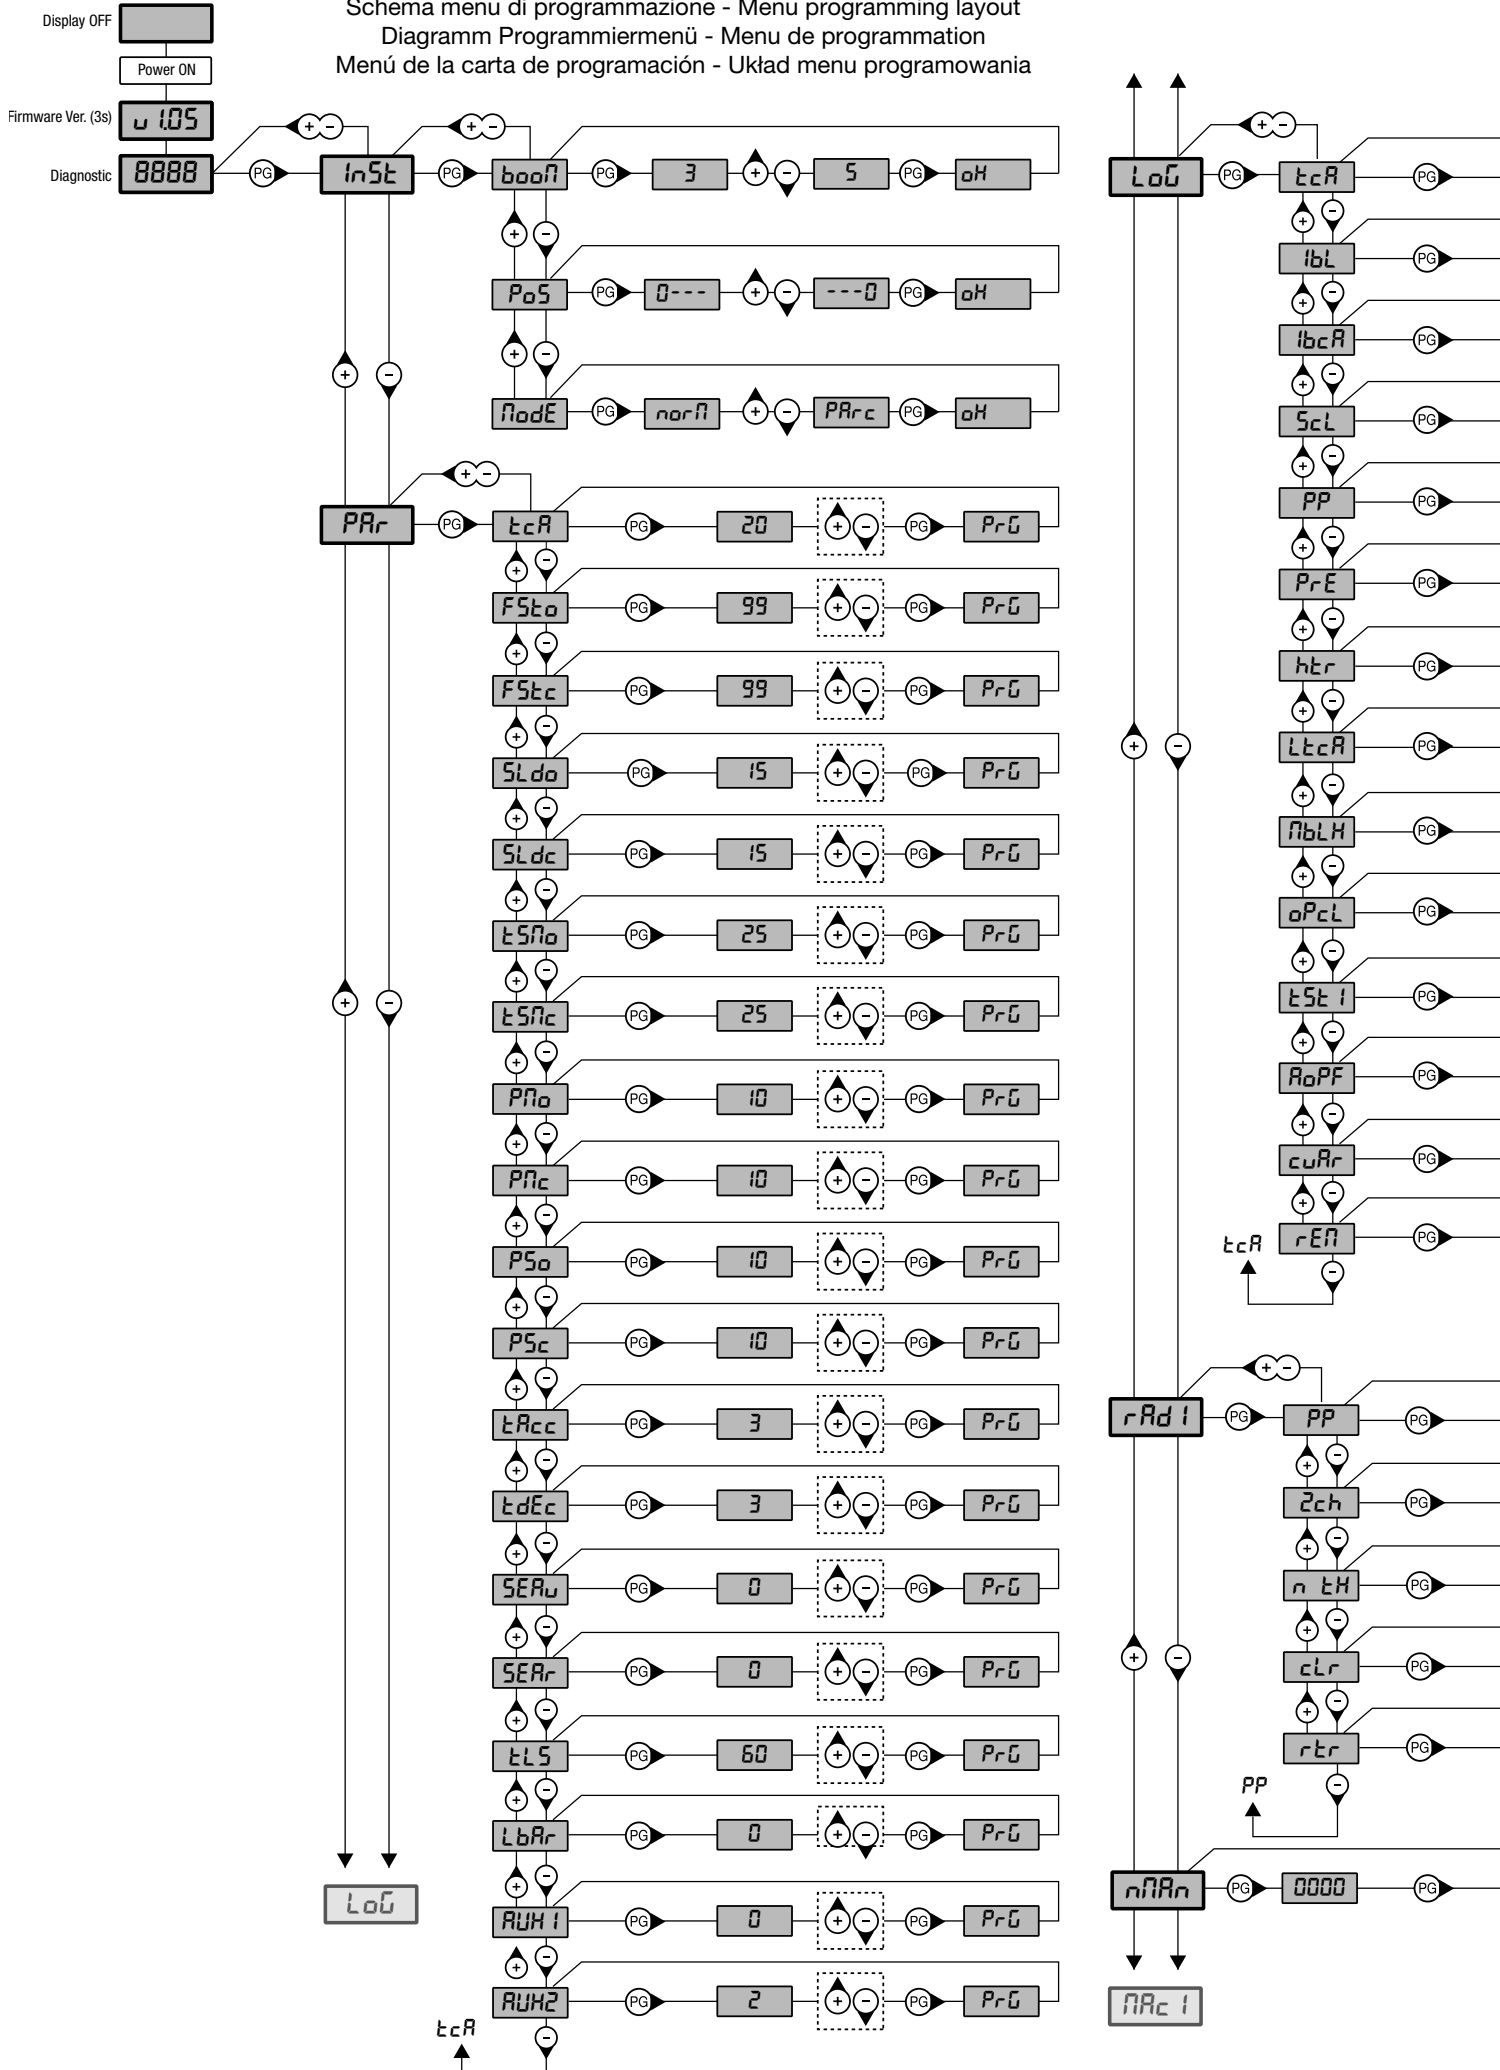 Schema menu di programmazione - Menu programming layout
Diagramm Programmiermenü - Menu de programmation
Menú de la carta de programación - Układ menu programowania
Display OFF
Power ON
Firmware Ver. (3s) v 1.05
Diagnostic 8888 PG InSt + -
PG booM + - PG 3 + - 5 PG oH
+ -
PoS PG 0--- + - ---0 PG oH
+ -
ModE PG norM + - PArc PG oH
+ -
PAr PG + -
tcA PG 20 + - PG PrG
+ -
FSto PG 99 + - PG PrG
+ -
FStc PG 99 + - PG PrG
+ -
SLdo PG 15 + - PG PrG
+ -
SLdc PG 15 + - PG PrG
+ -
tSMo PG 25 + - PG PrG
+ -
tSMc PG 25 + - PG PrG
+ -
PMo PG 10 + - PG PrG
+ -
PMc PG 10 + - PG PrG
+ -
PSo PG 10 + - PG PrG
+ -
PSc PG 10 + - PG PrG
+ -
tAcc PG 3 + - PG PrG
+ -
tdEc PG 3 + - PG PrG
+ -
SEAv PG 0 + - PG PrG
+ -
SEAr PG 0 + - PG PrG
+ -
tLS PG 60 + - PG PrG
+ -
LbAr PG 0 + - PG PrG
+ -
AUH1 PG 0 + - PG PrG
+ -
AUH2 PG 2 + - PG PrG
-
tcA
+ -
LoG
LoG PG + -
tcA PG
+ -
IbL PG
+ -
IbcA PG
+ -
ScL PG
+ -
PP PG
+ -
PrE PG
+ -
htr PG
+ -
LtcA PG
+ -
MbLH PG
+ -
oPcL PG
+ -
tSt1 PG
+ -
AoPF PG
+ -
cuAr PG
+ -
rEM PG
-
tcA
+ -
rAd1 PG + -
PP PG
+ -
2ch PG
+ -
n tH PG
+ -
cLr PG
+ -
rtr PG
-
PP
+ -
nMAn PG 0000 PG
MAc 1